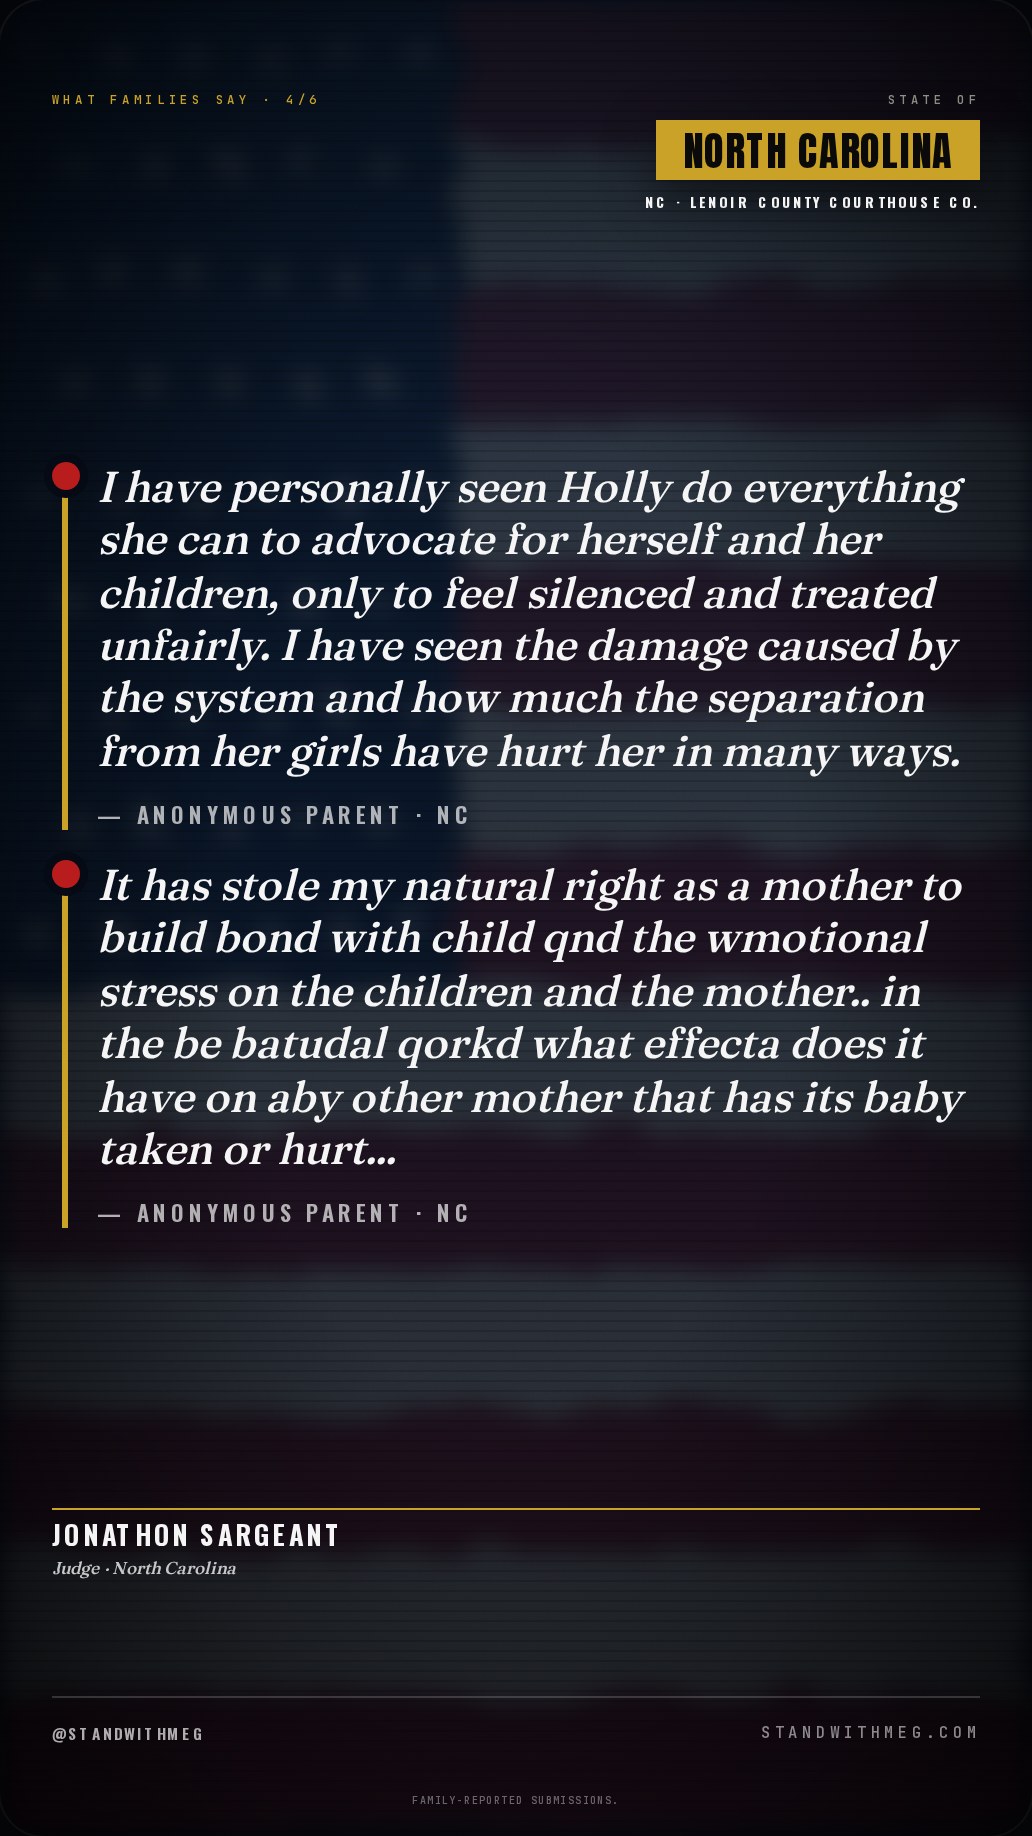 WHAT FAMILIES SAY · 4/6
STATE OF
NORTH CAROLINA
NC · LENOIR COUNTY COURTHOUSE CO.
I have personally seen Holly do everything
she can to advocate for herself and her
children, only to feel silenced and treated
unfairly. I have seen the damage caused by
the system and how much the separation
from her girls have hurt her in many ways.
— ANONYMOUS PARENT · NC
It has stole my natural right as a mother to
build bond with child qnd the wmotional
stress on the children and the mother.. in
the be batudal qorkd what effecta does it
have on aby other mother that has its baby
taken or hurt...
— ANONYMOUS PARENT · NC
JONATHON SARGEANT
Judge · North Carolina
@STANDWITHMEG
STANDWITHMEG.COM
FAMILY-REPORTED SUBMISSIONS.